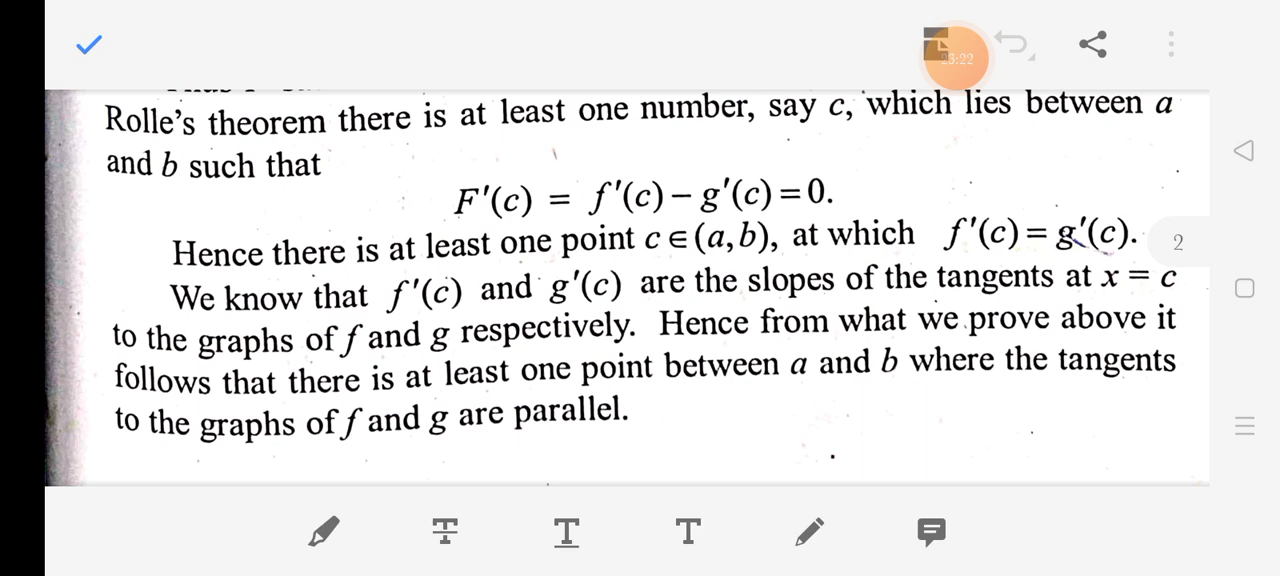 23:22
Rolle's theorem there is at least one number, say c, which lies between a
and b such that
F'(c) = f'(c) – g'(c) = 0.
Hence there is at least one point c ∈ (a, b), at which f'(c) = g'(c).
2
We know that f'(c) and g'(c) are the slopes of the tangents at x = c
to the graphs of f and g respectively. Hence from what we prove above it
follows that there is at least one point between a and b where the tangents
to the graphs of f and g are parallel.
T T T